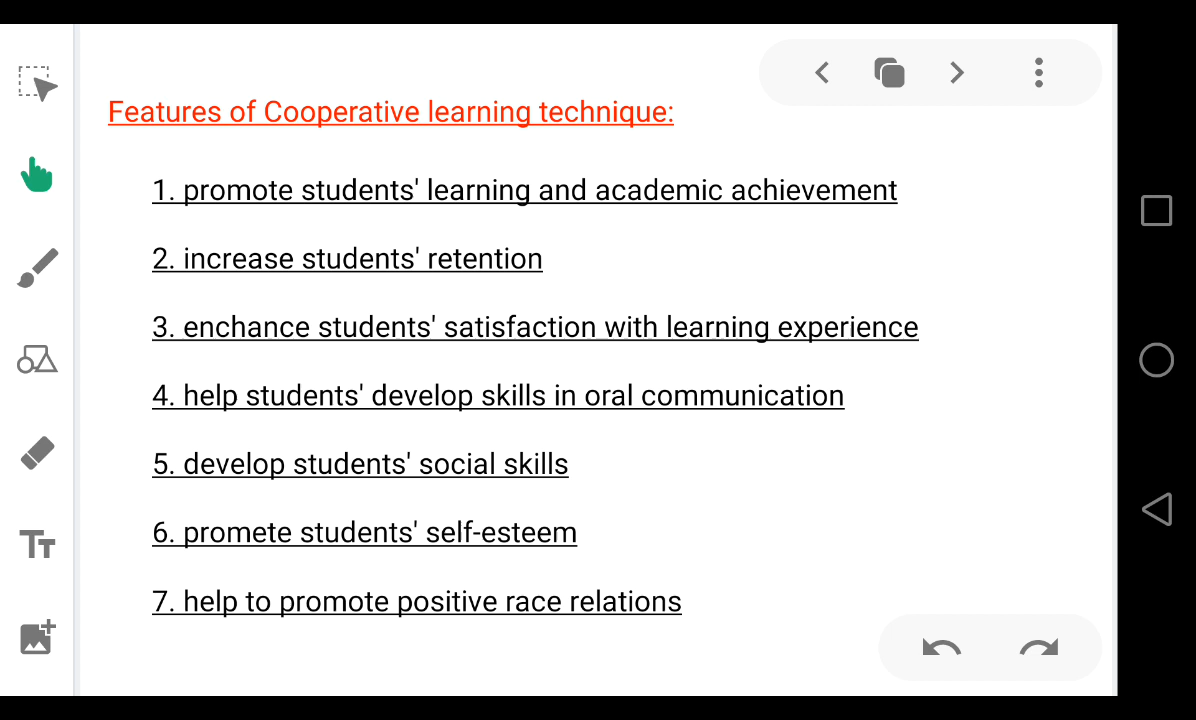 Features of Cooperative learning technique:
1. promote students' learning and academic achievement
2. increase students' retention
3. enchance students' satisfaction with learning experience
4. help students' develop skills in oral communication
5. develop students' social skills
6. promete students' self-esteem
7. help to promote positive race relations